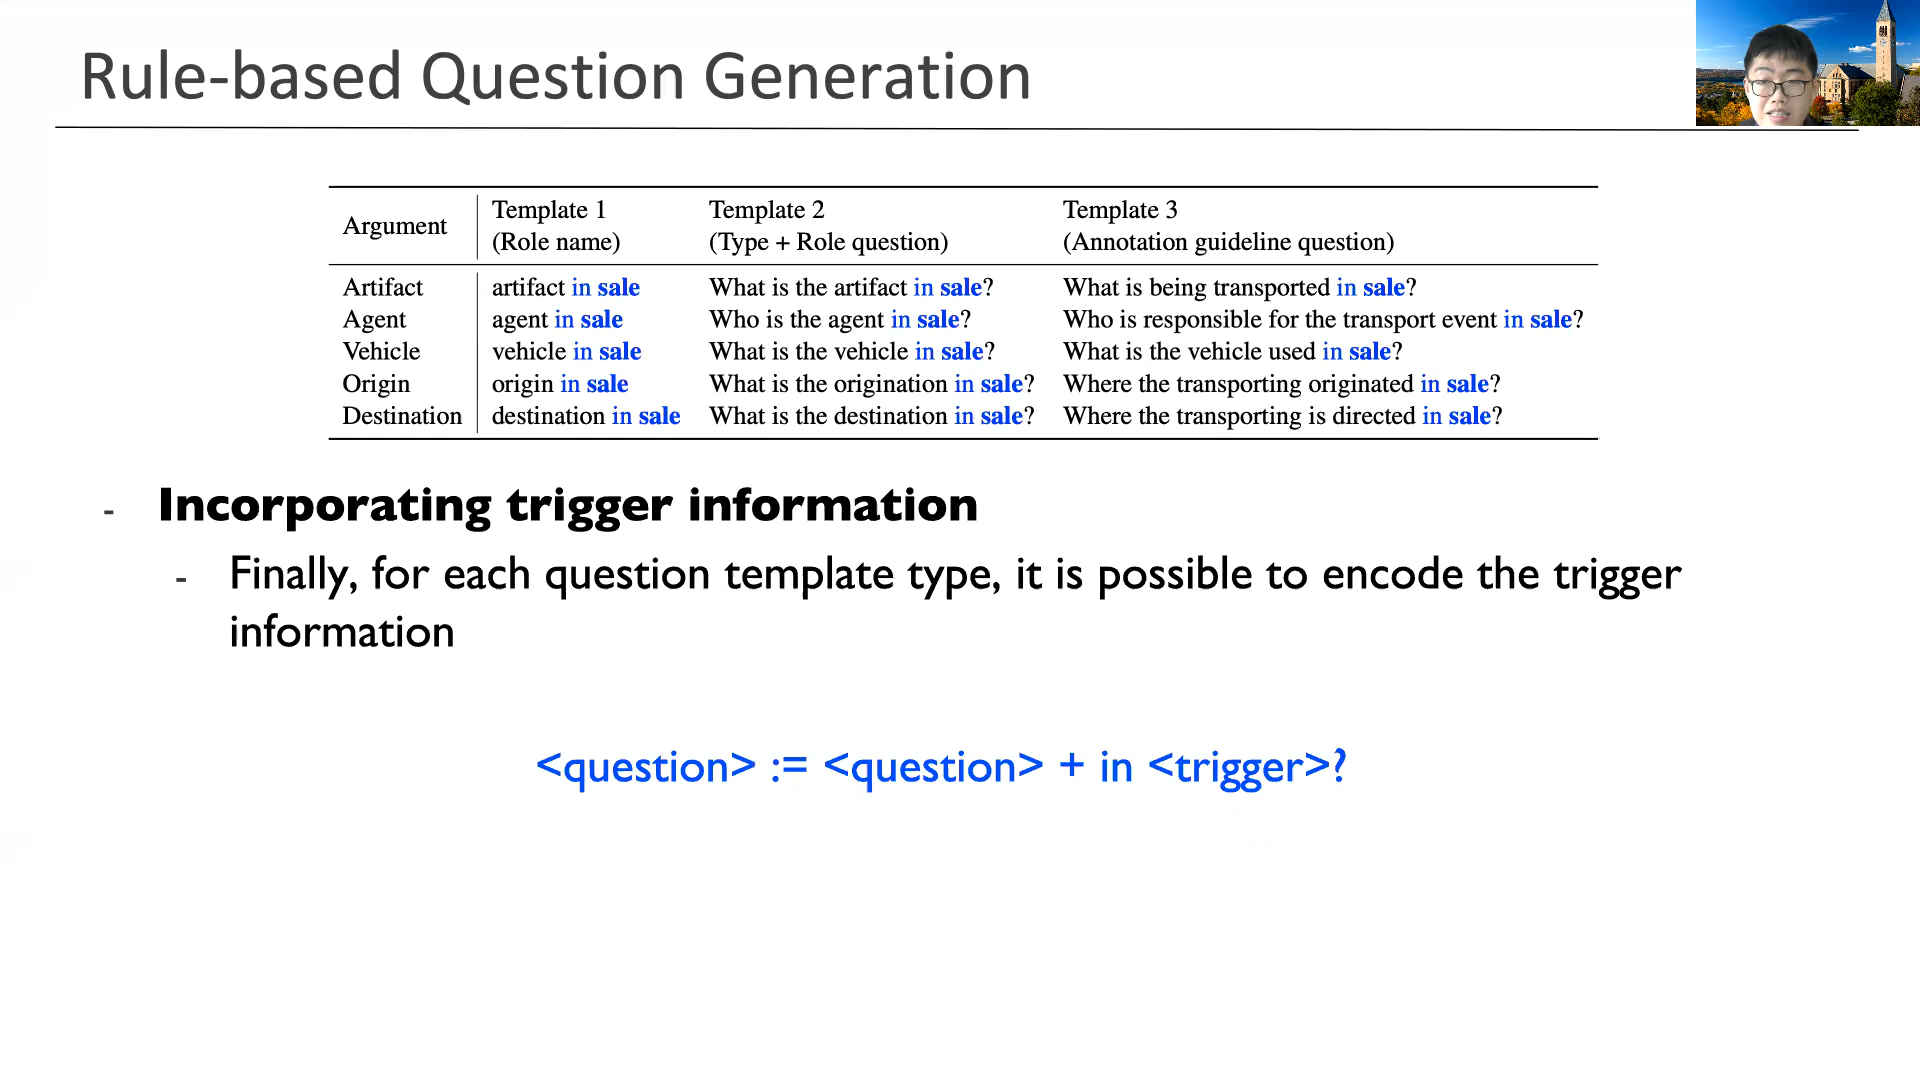 Rule-based Question Generation
Argument
Template 1
(Role name)
Template 2
(Type + Role question)
Template 3
(Annotation guideline question)
Artifact artifact in sale What is the artifact in sale? What is being transported in sale?
Agent agent in sale Who is the agent in sale? Who is responsible for the transport event in sale?
Vehicle vehicle in sale What is the vehicle in sale? What is the vehicle used in sale?
Origin origin in sale What is the origination in sale? Where the transporting originated in sale?
Destination destination in sale What is the destination in sale? Where the transporting is directed in sale?
- Incorporating trigger information
- Finally, for each question template type, it is possible to encode the trigger
information
<question> := <question> + in <trigger>?